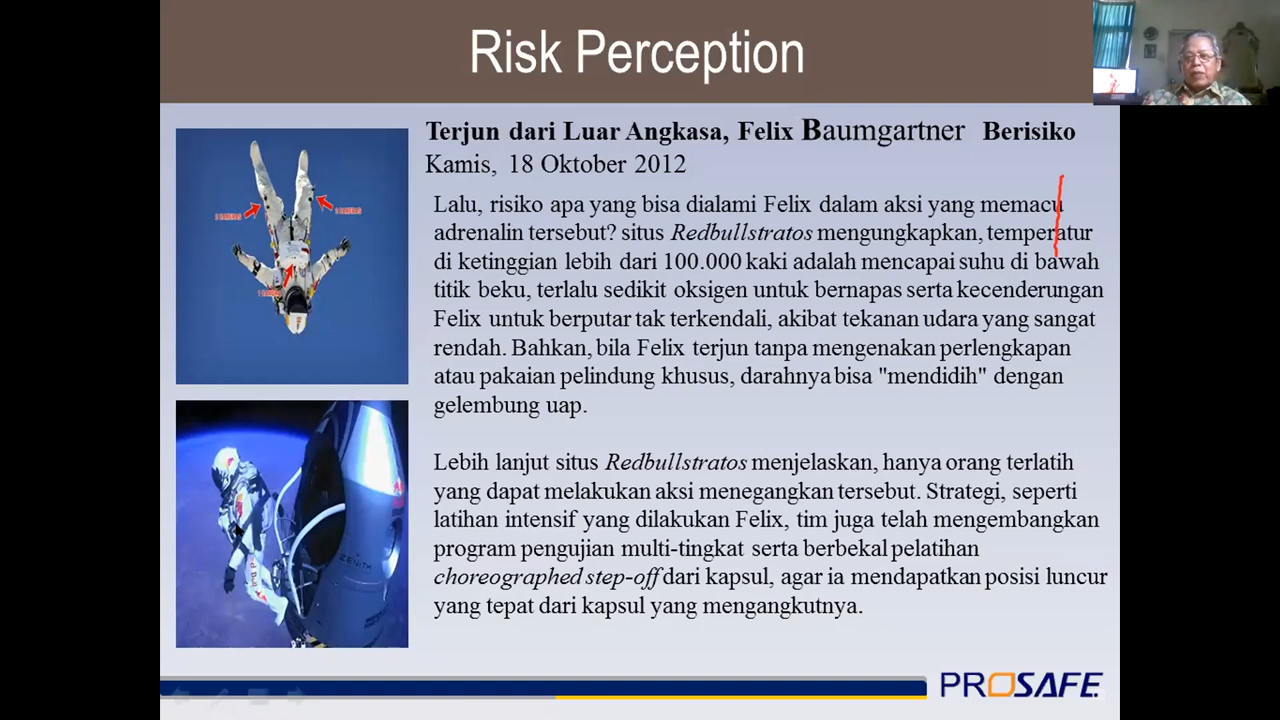 Risk Perception
Terjun dari Luar Angkasa, Felix Baumgartner Berisiko
Kamis, 18 Oktober 2012
Lalu, risiko apa yang bisa dialami Felix dalam aksi yang memacu
adrenalin tersebut? situs Redbullstratos mengungkapkan, temperatur
di ketinggian lebih dari 100.000 kaki adalah mencapai suhu di bawah
titik beku, terlalu sedikit oksigen untuk bernapas serta kecenderungan
Felix untuk berputar tak terkendali, akibat tekanan udara yang sangat
rendah. Bahkan, bila Felix terjun tanpa mengenakan perlengkapan
atau pakaian pelindung khusus, darahnya bisa "mendidih" dengan
gelembung uap.
Lebih lanjut situs Redbullstratos menjelaskan, hanya orang terlatih
yang dapat melakukan aksi menegangkan tersebut. Strategi, seperti
latihan intensif yang dilakukan Felix, tim juga telah mengembangkan
program pengujian multi-tingkat serta berbekal pelatihan
choreographed step-off dari kapsul, agar ia mendapatkan posisi luncur
yang tepat dari kapsul yang mengangkutnya.
ZENITH
PROSAFE.